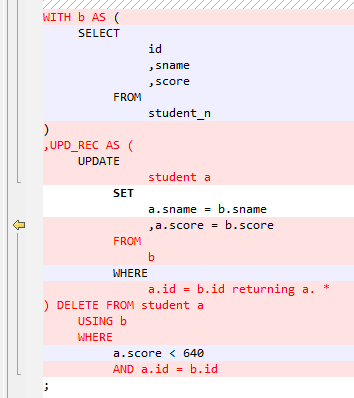 WITH b AS (
SELECT
id
,sname
,score
FROM
student_n
)
,UPD_REC AS (
UPDATE
student a
SET
a.sname = b.sname
,a.score = b.score
FROM
b
WHERE
a.id = b.id returning a. *
) DELETE FROM student a
USING b
WHERE
a.score < 640
AND a.id = b.id
;